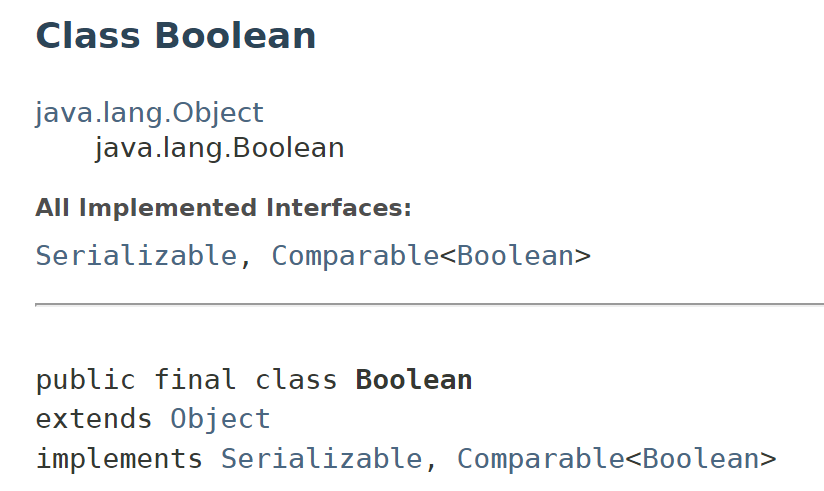 Class Boolean
java.lang.Object
java.lang.Boolean
All Implemented Interfaces:
Serializable, Comparable<Boolean>
public final class Boolean
extends Object
implements Serializable, Comparable<Boolean>